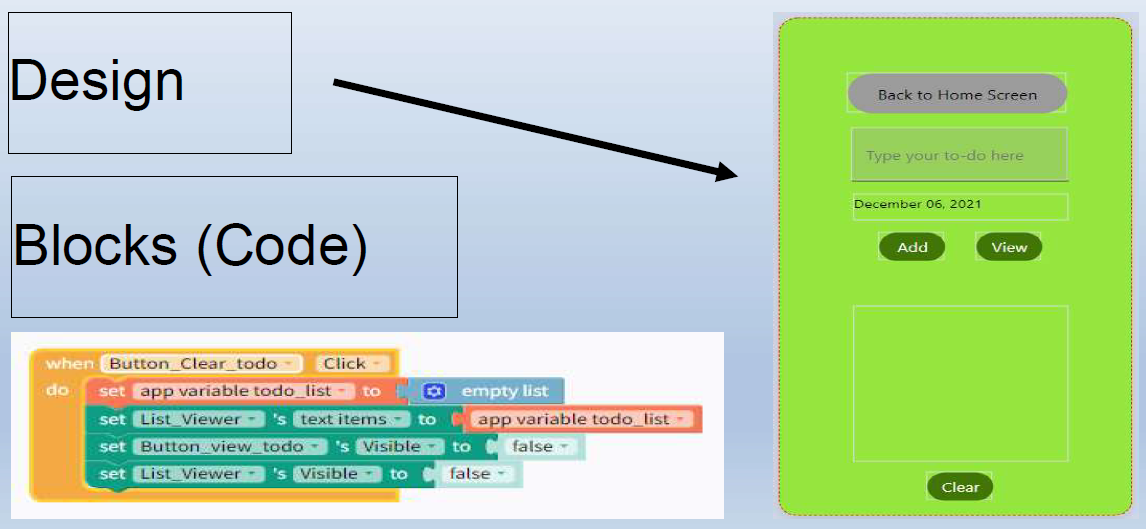 Design
Blocks (Code)
when Button_Clear_todo Click
do set app variable todo_list to empty list
set List_Viewer 's text items to app variable todo_list
set Button_view_todo 's Visible to false
set List_Viewer 's Visible to false
Back to Home Screen
Type your to-do here
December 06, 2021
Add View
Clear